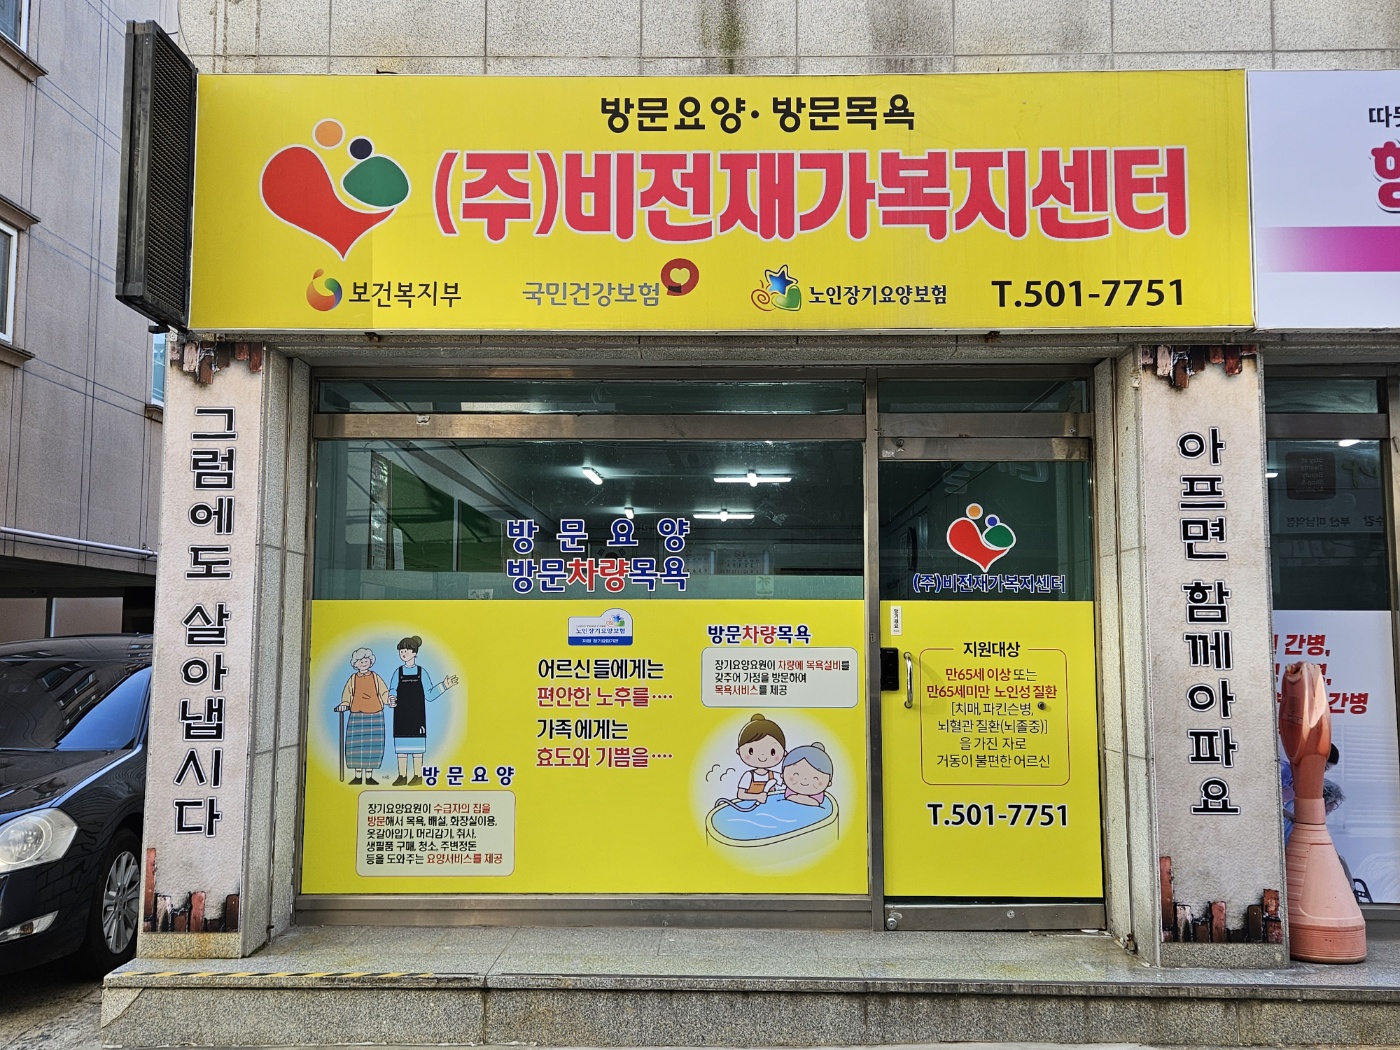 방문요양· 방문목욕
(주)비전재가복지센터
보건복지부
국민건강보험
노인장기요양보험
T.501-7751
따뜻
그럼에도 살아냅시다
아프면 함께아파요
방문요양
방문차량목욕
노인장기요양보험
어르신들에게는
편안한 노후를····
가족에게는
효도와 기쁨을····
방문요양
장기요양요원이 수급자의 집을
방문해서 목욕, 배설, 화장실이용,
옷갈아입기, 머리감기, 취사,
생필품 구매, 청소, 주변정돈
등을 도와주는 요양서비스를 제공
방문차량목욕
장기요양요원이 차량에 목욕설비를
갖추어 가정을 방문하여
목욕서비스를 제공
(주)비전재가복지센터
지원대상
만65세 이상 또는
만65세미만 노인성 질환
[치매, 파킨슨병,
뇌혈관 질환(뇌졸중)]
을 가진 자로
거동이 불편한 어르신
T.501-7751
간병,
간병